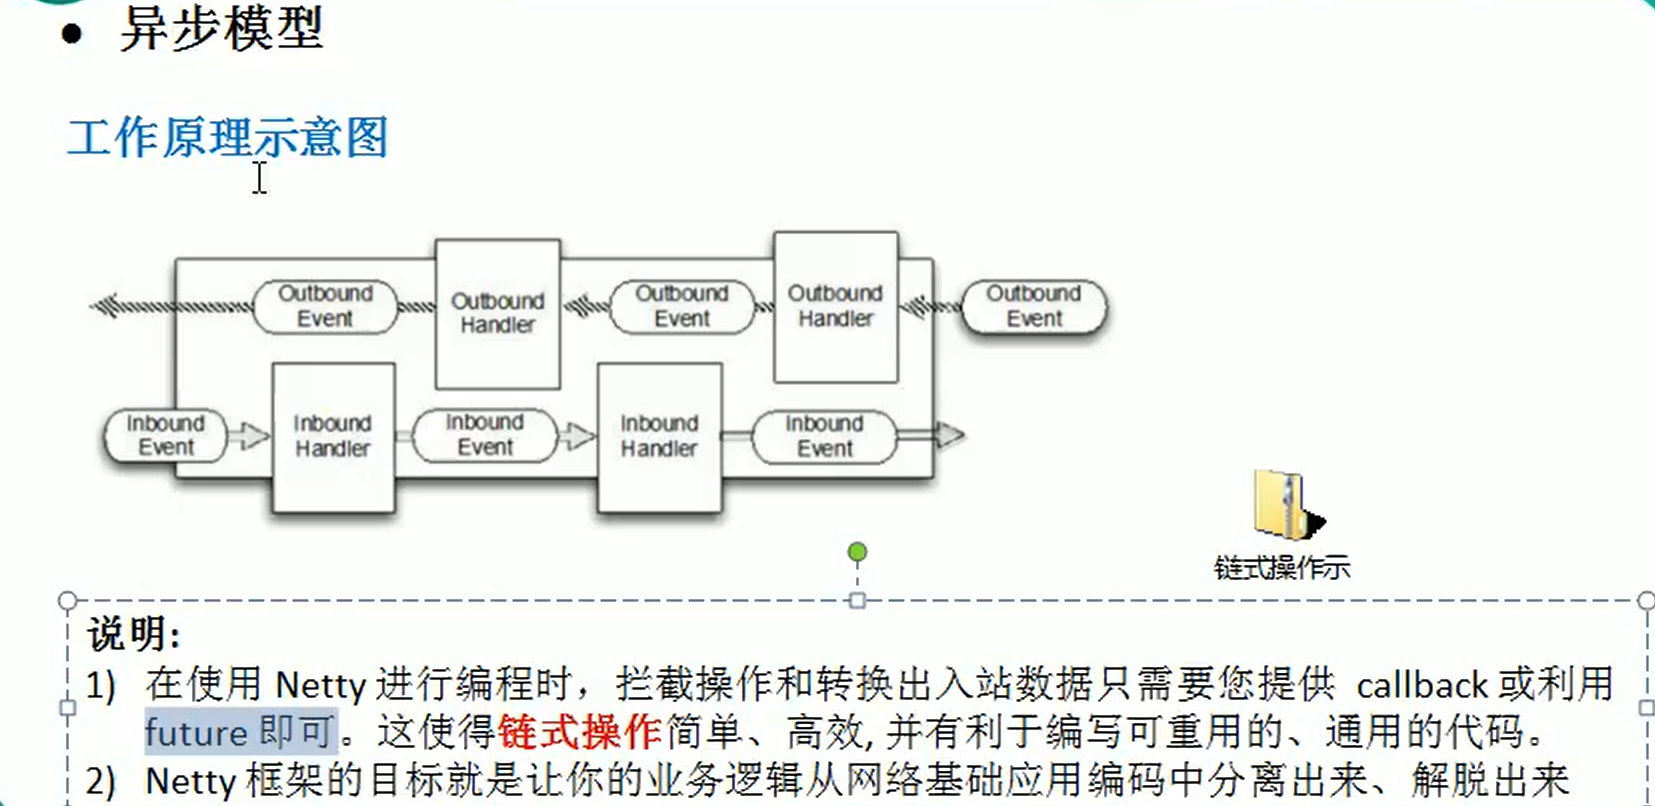 ● 异步模型
工作原理示意图
Outbound
Event
Outbound
Handler
Outbound
Event
Outbound
Handler
Outbound
Event
Inbound
Event
Inbound
Handler
Inbound
Event
Inbound
Handler
Inbound
Event
链式操作示
说明:
1) 在使用 Netty 进行编程时，拦截操作和转换出入站数据只需要您提供 callback 或利用
future 即可。这使得链式操作简单、高效, 并有利于编写可重用的、通用的代码。
2) Netty 框架的目标就是让你的业务逻辑从网络基础应用编码中分离出来、解脱出来